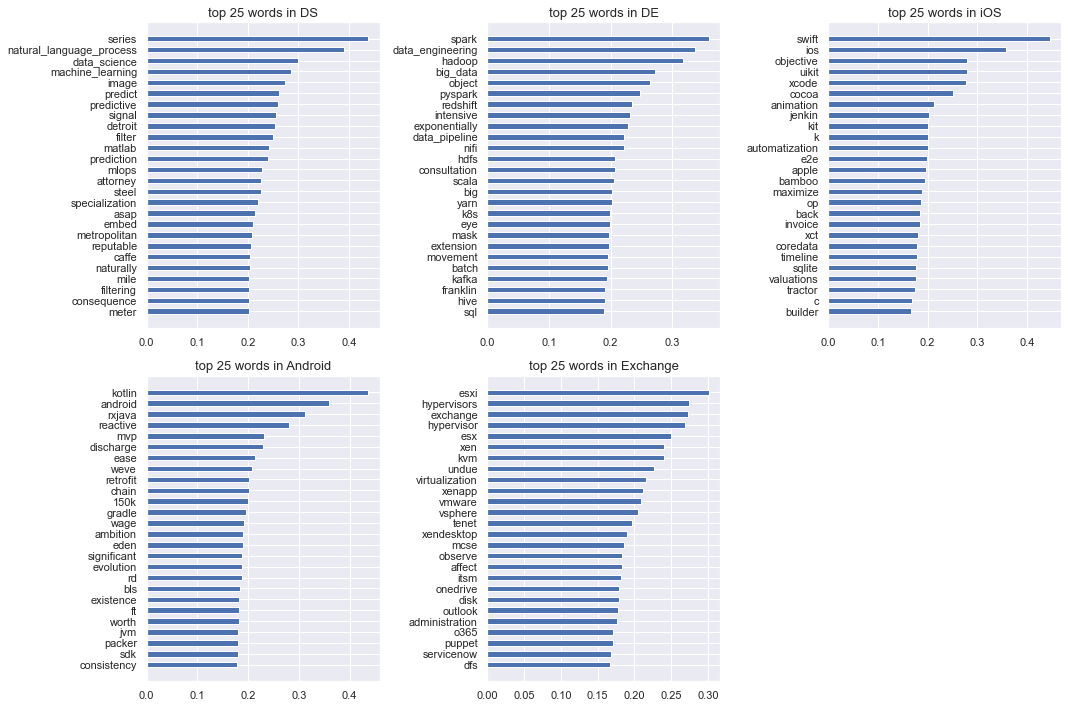 top 25 words in DS
series
natural_language_process
data_science
machine_learning
image
predict
predictive
signal
detroit
filter
matlab
prediction
mlops
attorney
steel
specialization
asap
embed
metropolitan
reputable
caffe
naturally
mile
filtering
consequence
meter
0.0 0.1 0.2 0.3 0.4
top 25 words in DE
spark
data_engineering
hadoop
big_data
object
pyspark
redshift
intensive
exponentially
data_pipeline
nifi
hdfs
consultation
scala
big
yarn
k8s
eye
mask
extension
movement
batch
kafka
franklin
hive
sql
0.0 0.1 0.2 0.3
top 25 words in iOS
swift
ios
objective
uikit
xcode
cocoa
animation
jenkin
kit
k
automatization
e2e
apple
bamboo
maximize
op
back
invoice
xct
coredata
timeline
sqlite
valuations
tractor
c
builder
0.0 0.1 0.2 0.3 0.4
top 25 words in Android
kotlin
android
rxjava
reactive
mvp
discharge
ease
weve
retrofit
chain
150k
gradle
wage
ambition
eden
significant
evolution
rd
bls
existence
ft
worth
jvm
packer
sdk
consistency
0.0 0.1 0.2 0.3 0.4
top 25 words in Exchange
esxi
hypervisors
exchange
hypervisor
esx
xen
kvm
undue
virtualization
xenapp
vmware
vsphere
tenet
xendesktop
mcse
observe
affect
itsm
onedrive
disk
outlook
administration
o365
puppet
servicenow
dfs
0.00 0.05 0.10 0.15 0.20 0.25 0.30